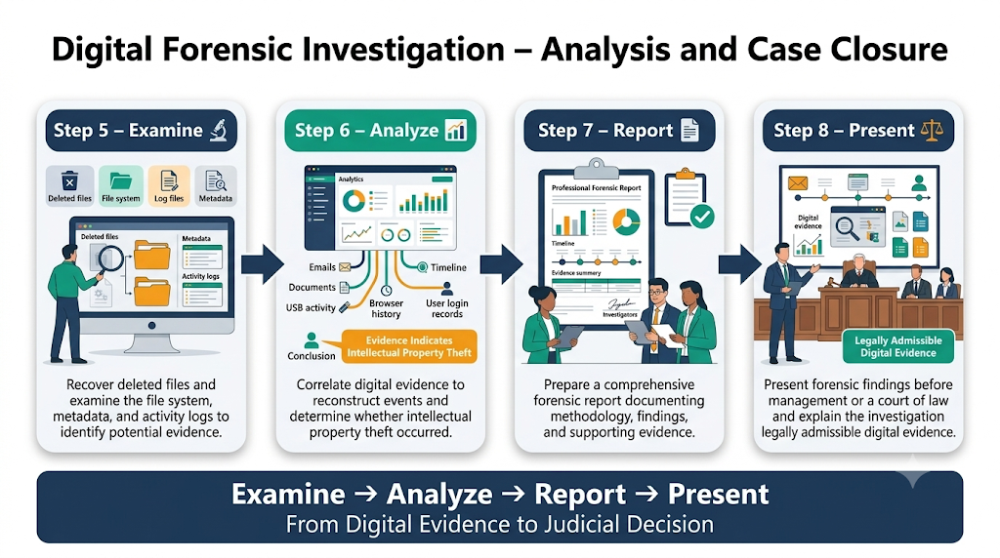 Digital Forensic Investigation – Analysis and Case Closure
Step 5 – Examine
Deleted files
File system
Log files
Metadata
Deleted files
Metadata
Activity logs
Recover deleted files and
examine the file system,
metadata, and activity logs to
identify potential evidence.
Step 6 – Analyze
Analytics
Emails
Documents
USB activity
Browser
history
Timeline
User login
records
Conclusion
Evidence Indicates
Intellectual Property Theft
Correlate digital evidence to
reconstruct events and
determine whether intellectual
property theft occurred.
Step 7 – Report
Professional Forensic Report
Timeline
Evidence summary
Investigators
Prepare a comprehensive
forensic report documenting
methodology, findings,
and supporting evidence.
Step 8 – Present
Digital
evidence
Legally Admissible
Digital Evidence
Present forensic findings before
management or a court of law
and explain the investigation
legally admissible digital evidence.
Examine → Analyze → Report → Present
From Digital Evidence to Judicial Decision